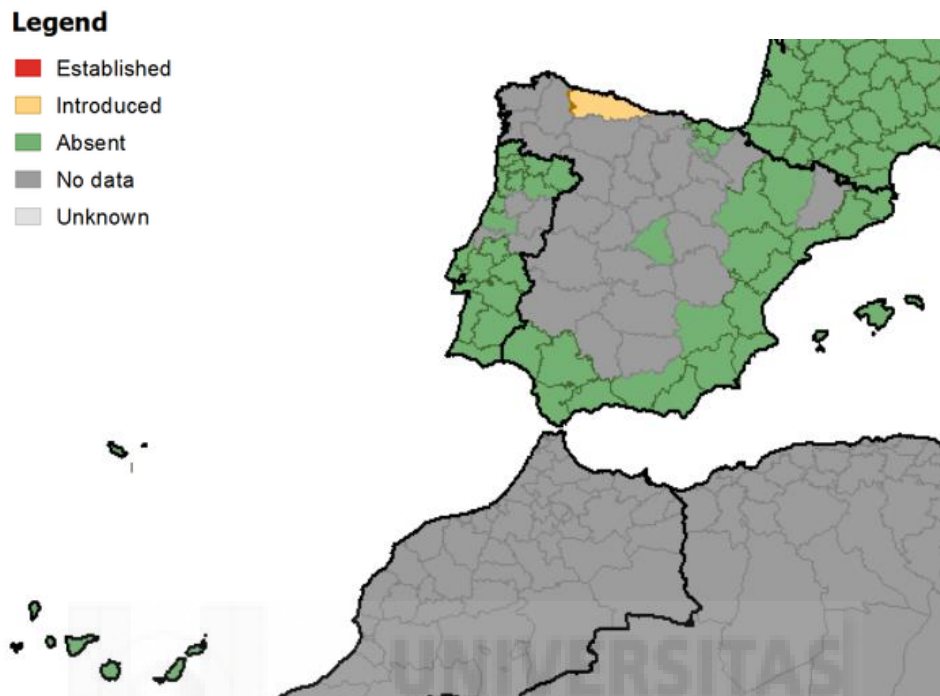 Legend
Established
Introduced
Absent
No data
Unknown
UNIVERSITAS